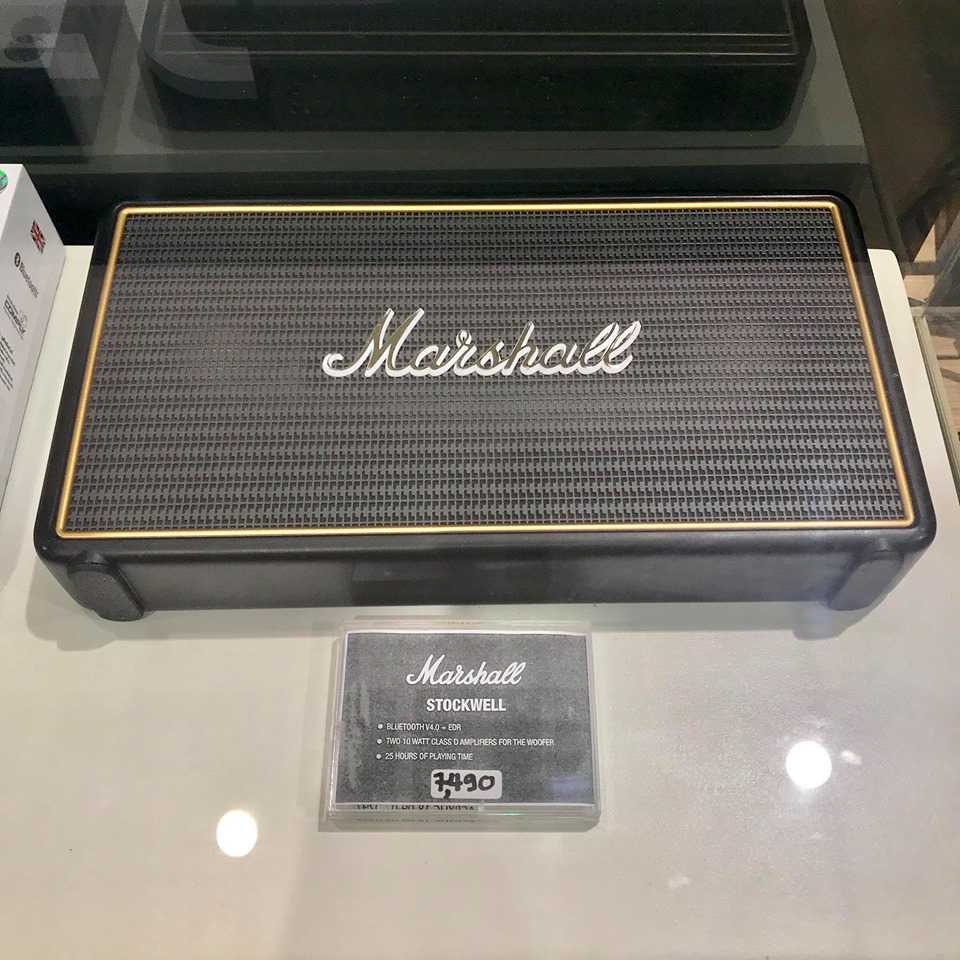 Bluetooth
Marshall
Marshall
STOCKWELL
BLUETOOTH V4.0 + EDR
TWO 10 WATT CLASS D AMPLIFIERS FOR THE WOOFER
25 HOURS OF PLAYING TIME
7,490